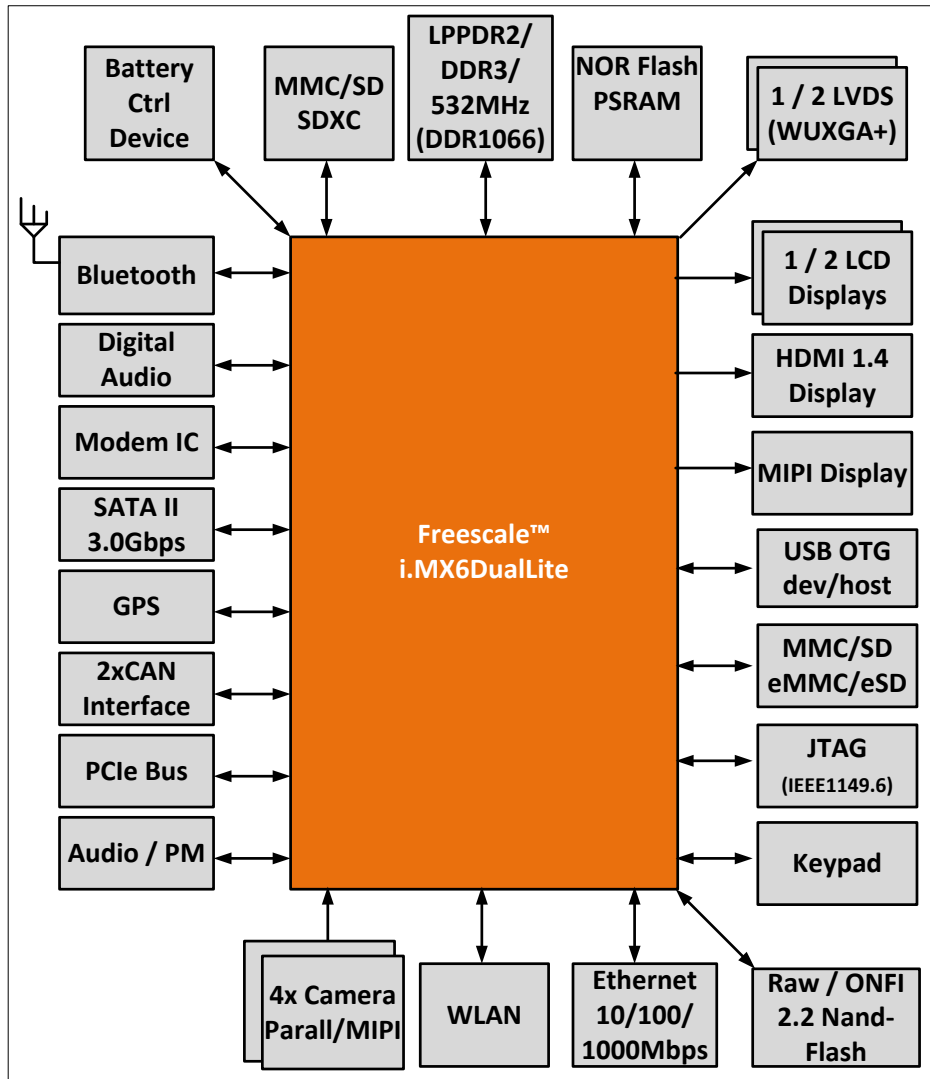 Battery
Ctrl
Device
MMC/SD
SDXC
LPPDR2/
DDR3/
532MHz
(DDR1066)
NOR Flash
PSRAM
1 / 2 LVDS
(WUXGA+)
Bluetooth
Digital
Audio
Modem IC
SATA II
3.0Gbps
GPS
2xCAN
Interface
PCIe Bus
Audio / PM
Freescale™
i.MX6DualLite
1 / 2 LCD
Displays
HDMI 1.4
Display
MIPI Display
USB OTG
dev/host
MMC/SD
eMMC/eSD
JTAG
(IEEE1149.6)
Keypad
4x Camera
Parall/MIPI
WLAN
Ethernet
10/100/
1000Mbps
Raw / ONFI
2.2 Nand-
Flash